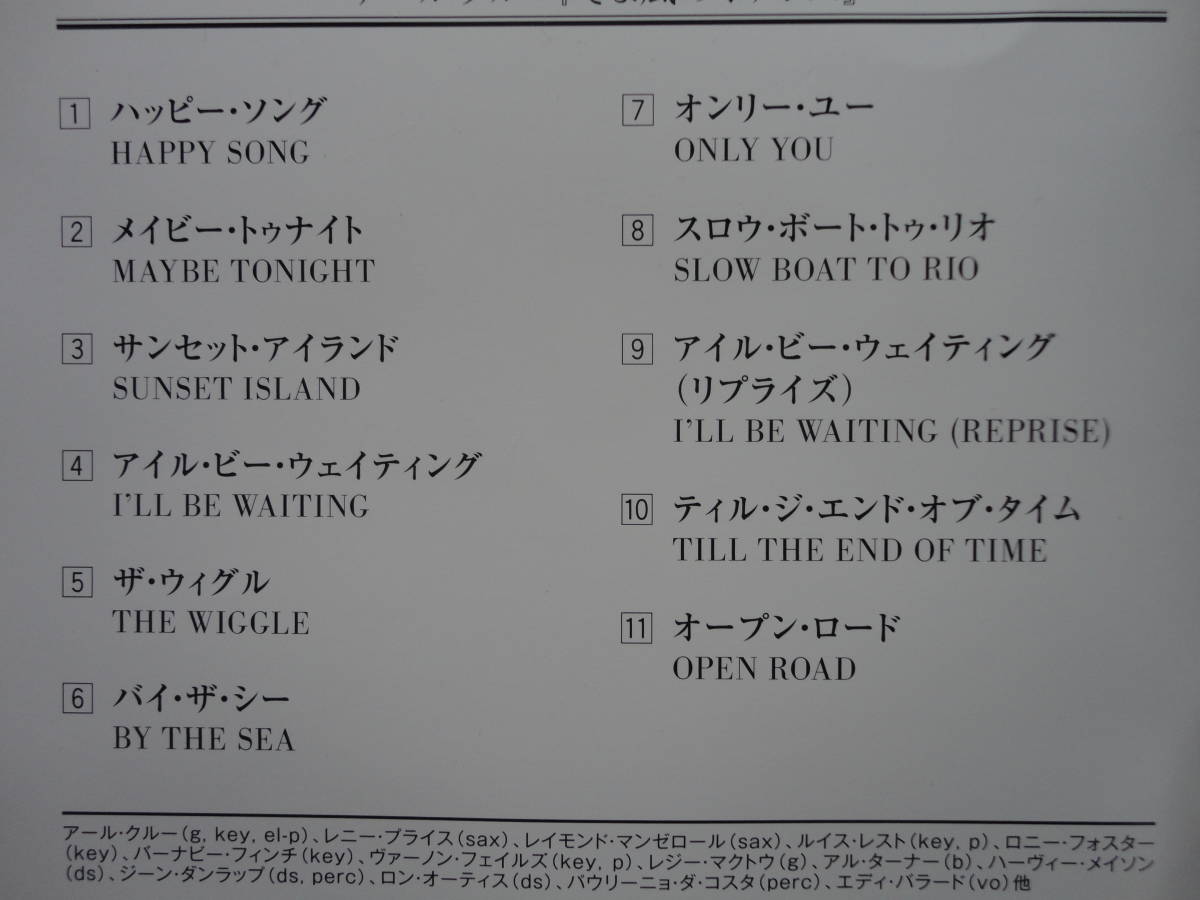 1 ハッピー・ソング
HAPPY SONG
2 メイビー・トゥナイト
MAYBE TONIGHT
3 サンセット・アイランド
SUNSET ISLAND
4 アイル・ビー・ウェイティング
I'LL BE WAITING
5 ザ・ウィグル
THE WIGGLE
6 バイ・ザ・シー
BY THE SEA
7 オンリー・ユー
ONLY YOU
8 スロウ・ボート・トゥ・リオ
SLOW BOAT TO RIO
9 アイル・ビー・ウェイティング
（リプライズ）
I'LL BE WAITING (REPRISE)
10 ティル・ジ・エンド・オブ・タイム
TILL THE END OF TIME
11 オープン・ロード
OPEN ROAD
アール・クルー(g, key, el-p)、レニー・プライス(sax)、レイモンド・マンゼロール(sax)、ルイス・レスト(key, p)、ロニー・フォスター
(key)、バーナビー・フィンチ(key)、ヴァーノン・フェイルズ(key, p)、レジー・マクトウ(g)、アル・ターナー(b)、ハーヴィー・メイソン
(ds)、ジーン・ダンラップ(ds, perc)、ロン・オーティス(ds)、パウリーニョ・ダ・コスタ(perc)、エディ・バラード(vo)他